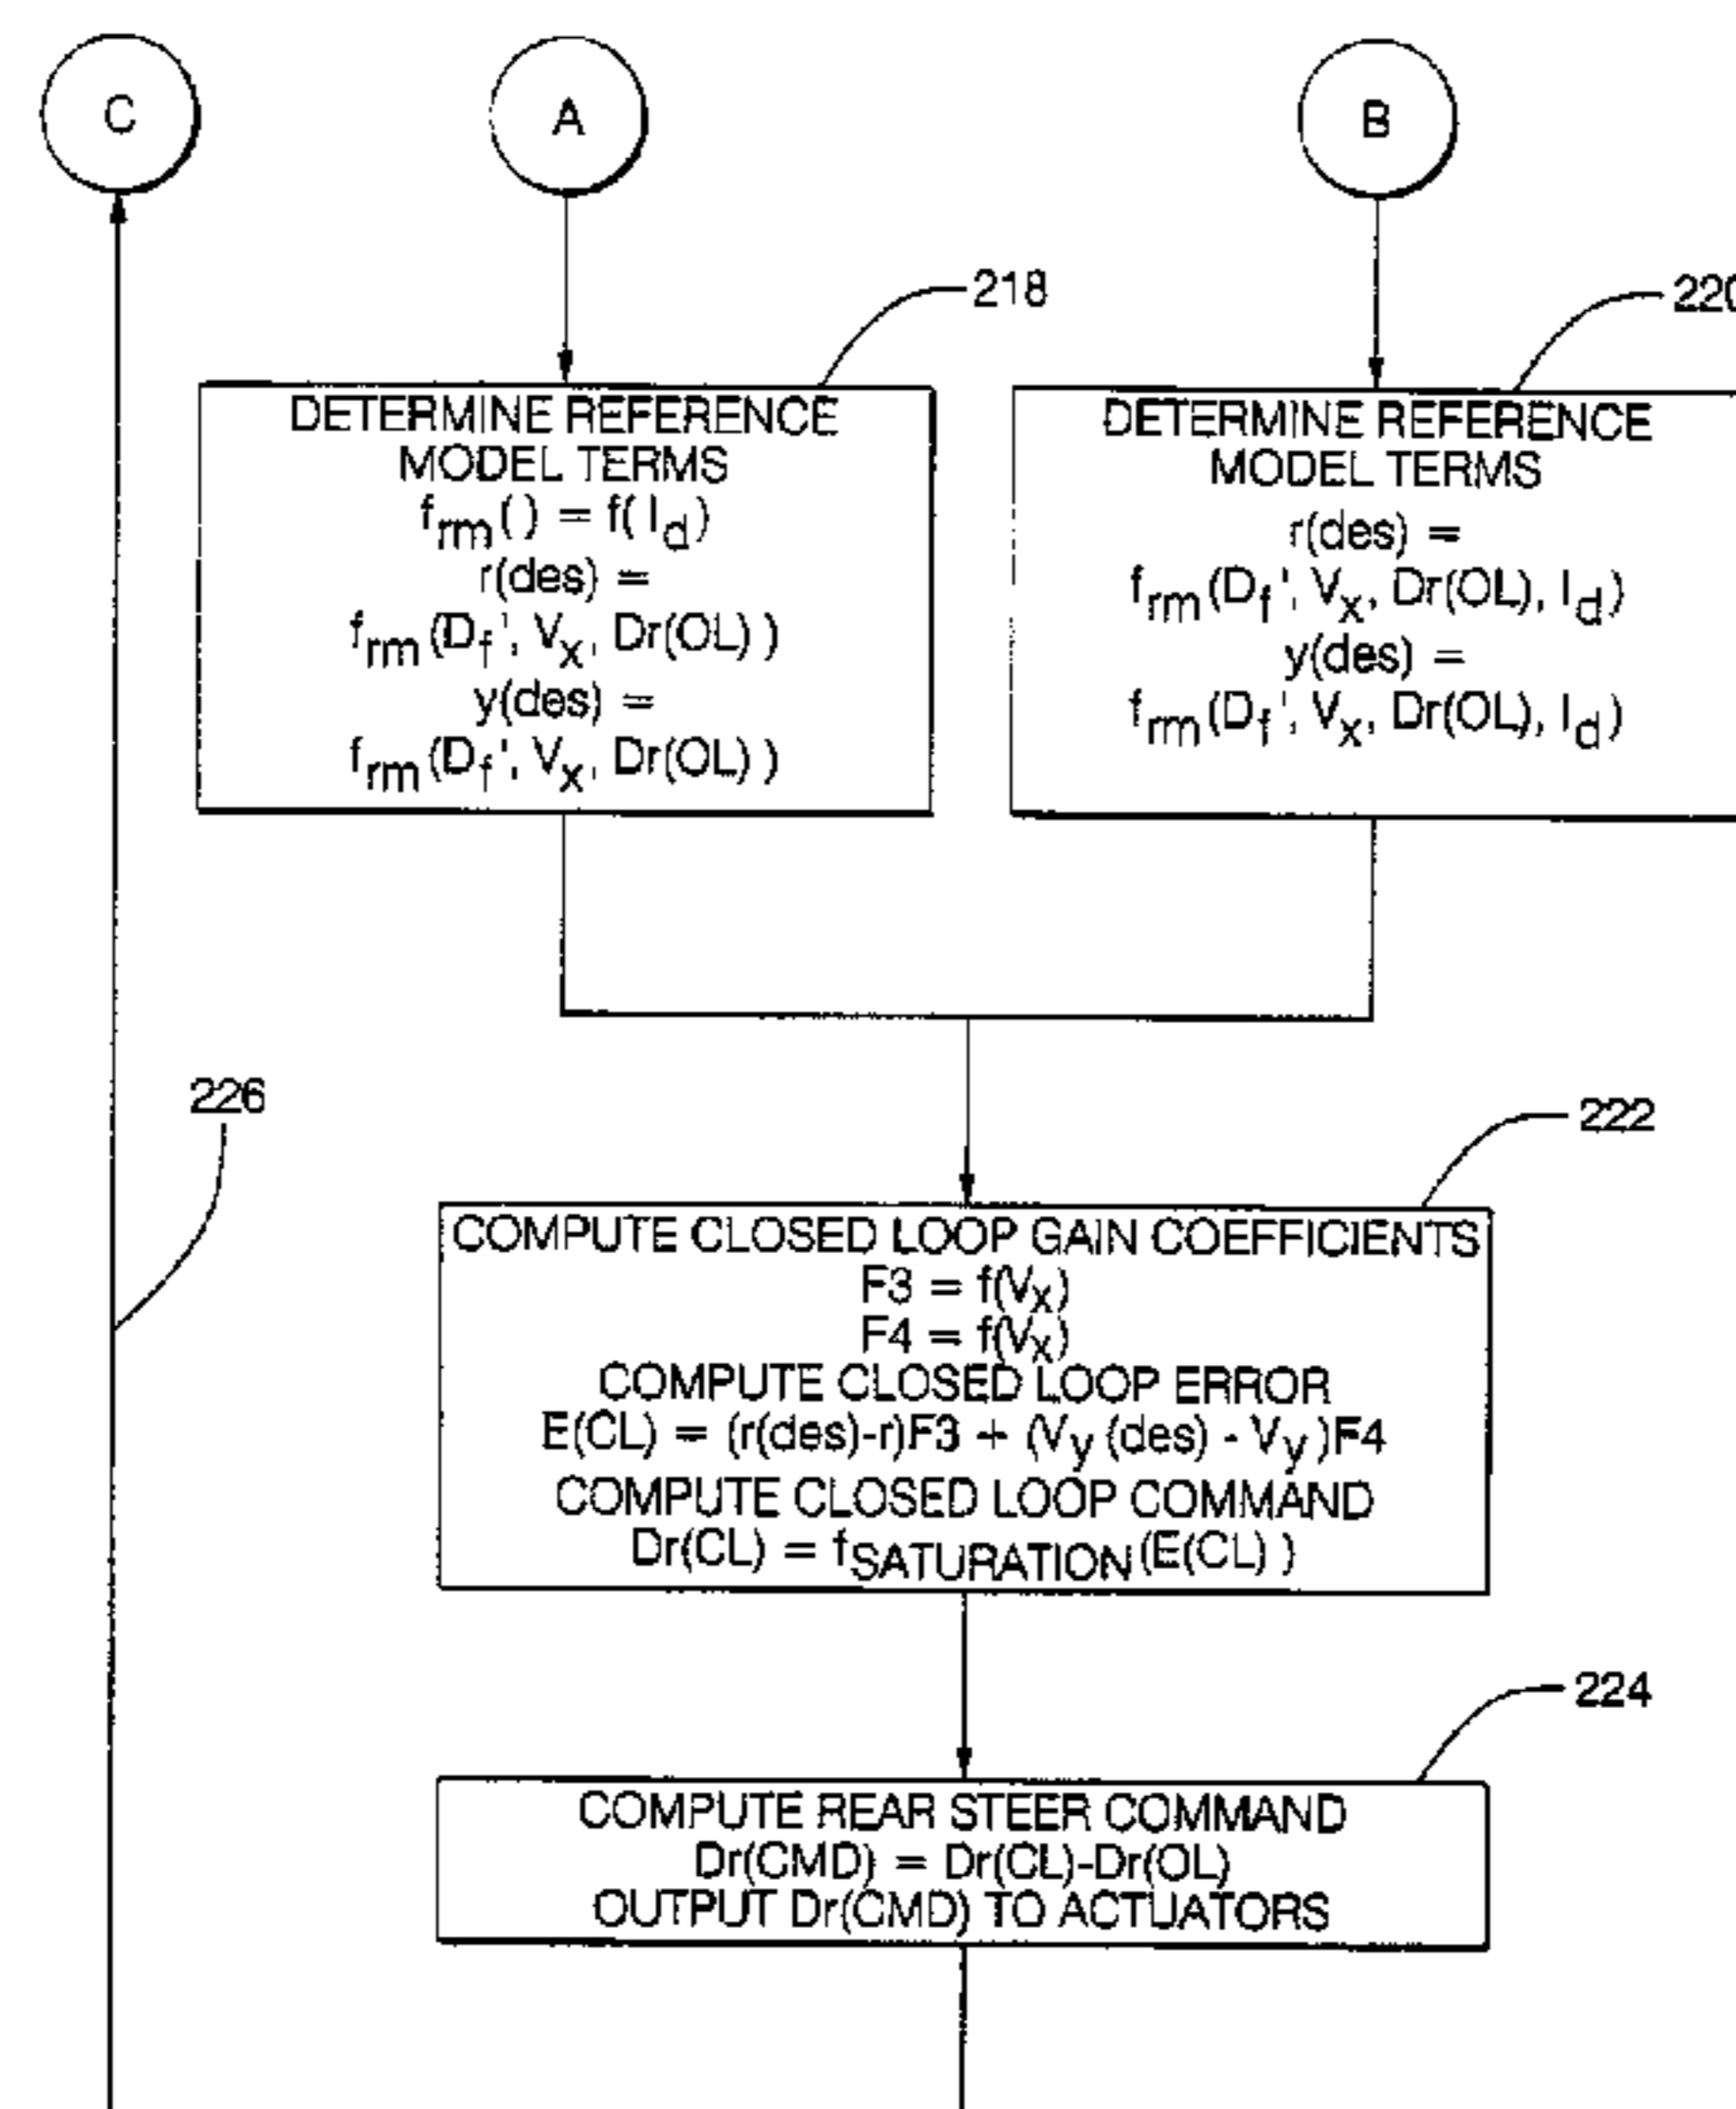 C
A
B
218
220
DETERMINE REFERENCE
MODEL TERMS
f_rm() = f(I_d)
r(des) =
f_rm(D_f', V_x, Dr(OL))
y(des) =
f_rm(D_f', V_x, Dr(OL))
DETERMINE REFERENCE
MODEL TERMS
r(des) =
f_rm(D_f', V_x, Dr(OL), I_d)
y(des) =
f_rm(D_f', V_x, Dr(OL), I_d)
226
222
COMPUTE CLOSED LOOP GAIN COEFFICIENTS
F3 = f(V_x)
F4 = f(V_x)
COMPUTE CLOSED LOOP ERROR
E(CL) = (r(des)-r)F3 + (V_y(des) - V_y)F4
COMPUTE CLOSED LOOP COMMAND
Dr(CL) = f_SATURATION(E(CL))
224
COMPUTE REAR STEER COMMAND
Dr(CMD) = Dr(CL)-Dr(OL)
OUTPUT Dr(CMD) TO ACTUATORS